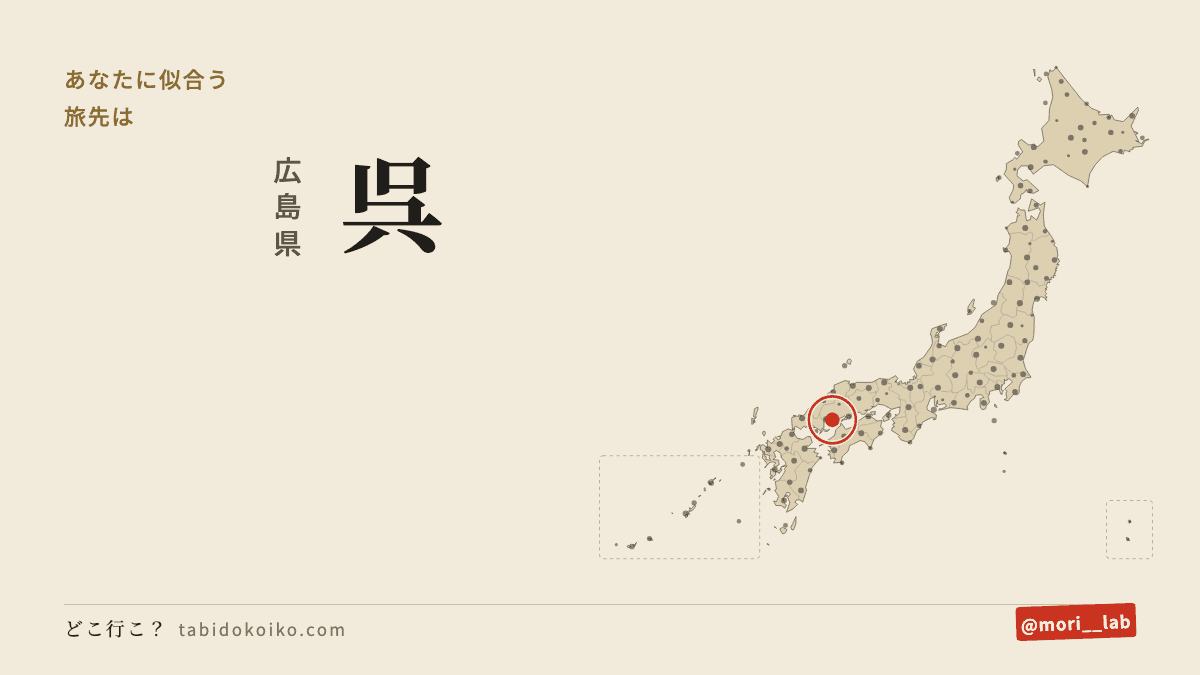 あなたに似合う
旅先は
呉
広島県
どこ行こ？ tabidokoiko.com
@mori__lab